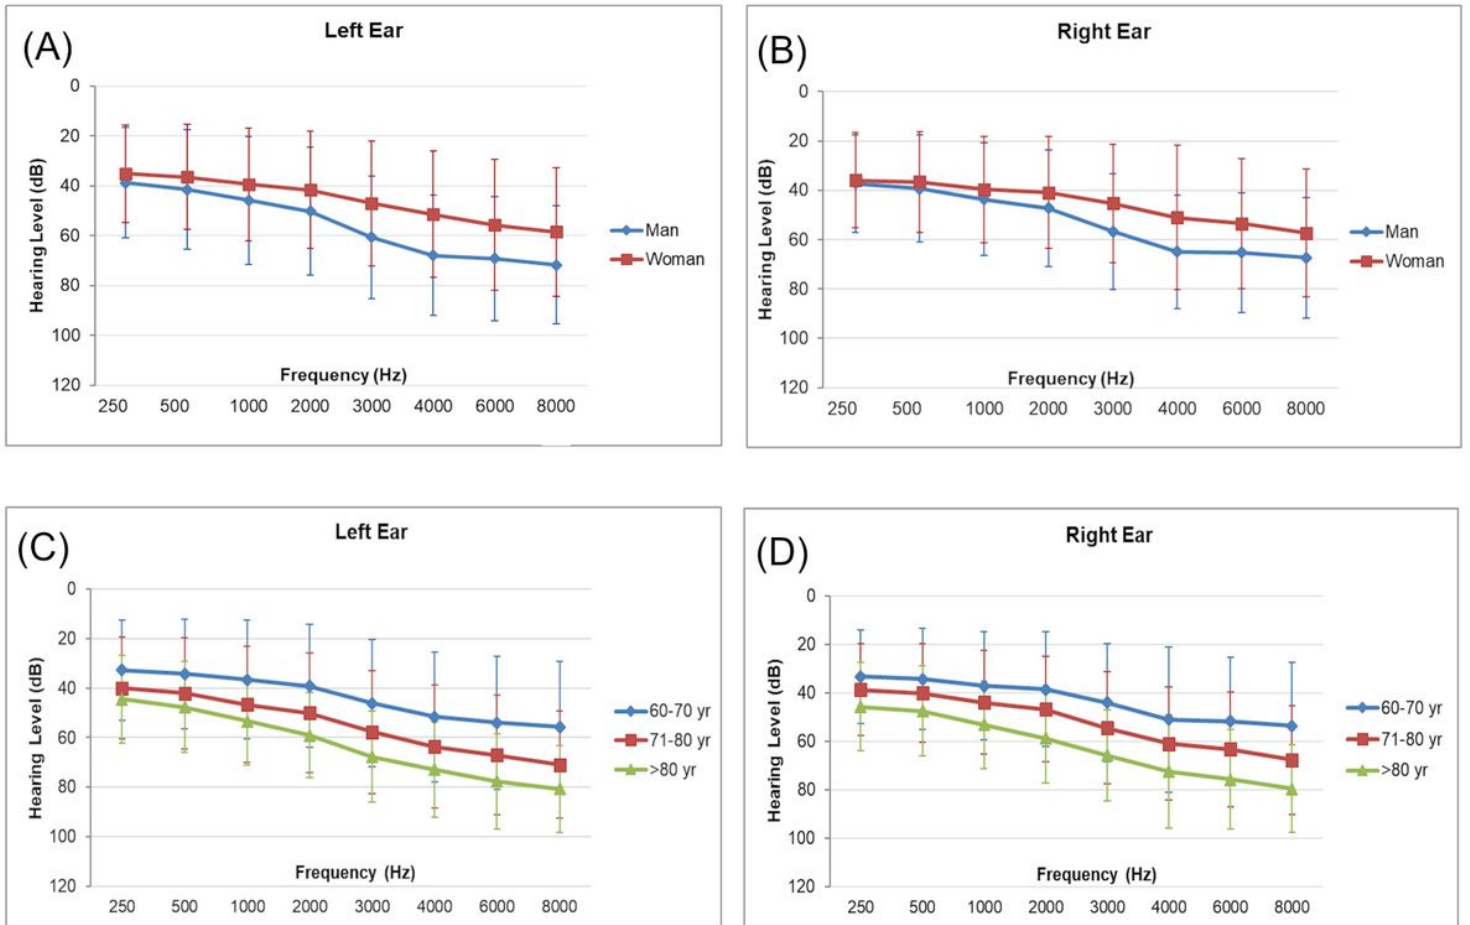 (A)
Left Ear
0
20
40
60
80
100
120
Hearing Level (dB)
Frequency (Hz)
250 500 1000 2000 3000 4000 6000 8000
Man
Woman
(B)
Right Ear
0
20
40
60
80
100
120
Hearing Level (dB)
Frequency (Hz)
250 500 1000 2000 3000 4000 6000 8000
Man
Woman
(C)
Left Ear
0
20
40
60
80
100
120
Hearing Level (dB)
Frequency (Hz)
250 500 1000 2000 3000 4000 6000 8000
60-70 yr
71-80 yr
>80 yr
(D)
Right Ear
0
20
40
60
80
100
120
Hearing Level (dB)
Frequency (Hz)
250 500 1000 2000 3000 4000 6000 8000
60-70 yr
71-80 yr
>80 yr